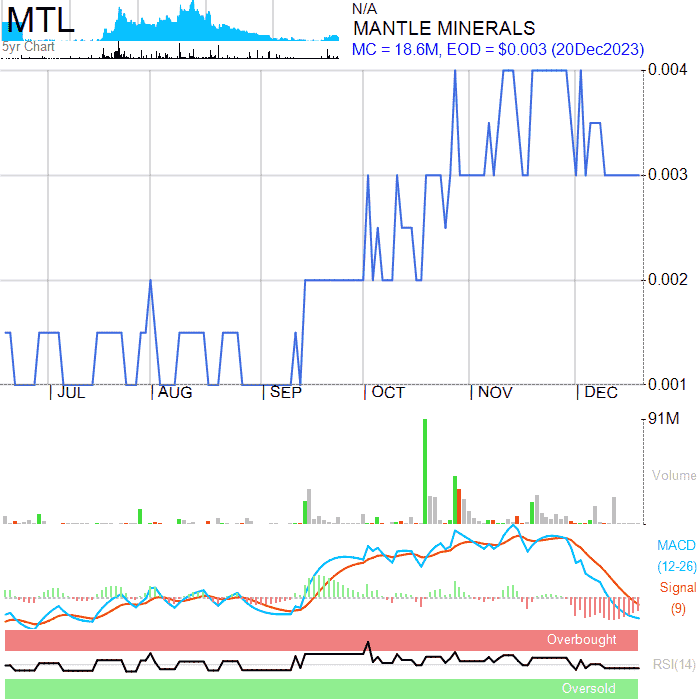 MTL
5yr Chart
N/A
MANTLE MINERALS
MC = 18.6M, EOD = $0.003 (20Dec2023)
0.004
0.003
0.002
0.001
JUL AUG SEP OCT NOV DEC
91M
Volume
MACD
(12-26)
Signal
(9)
Overbought
RSI(14)
Oversold